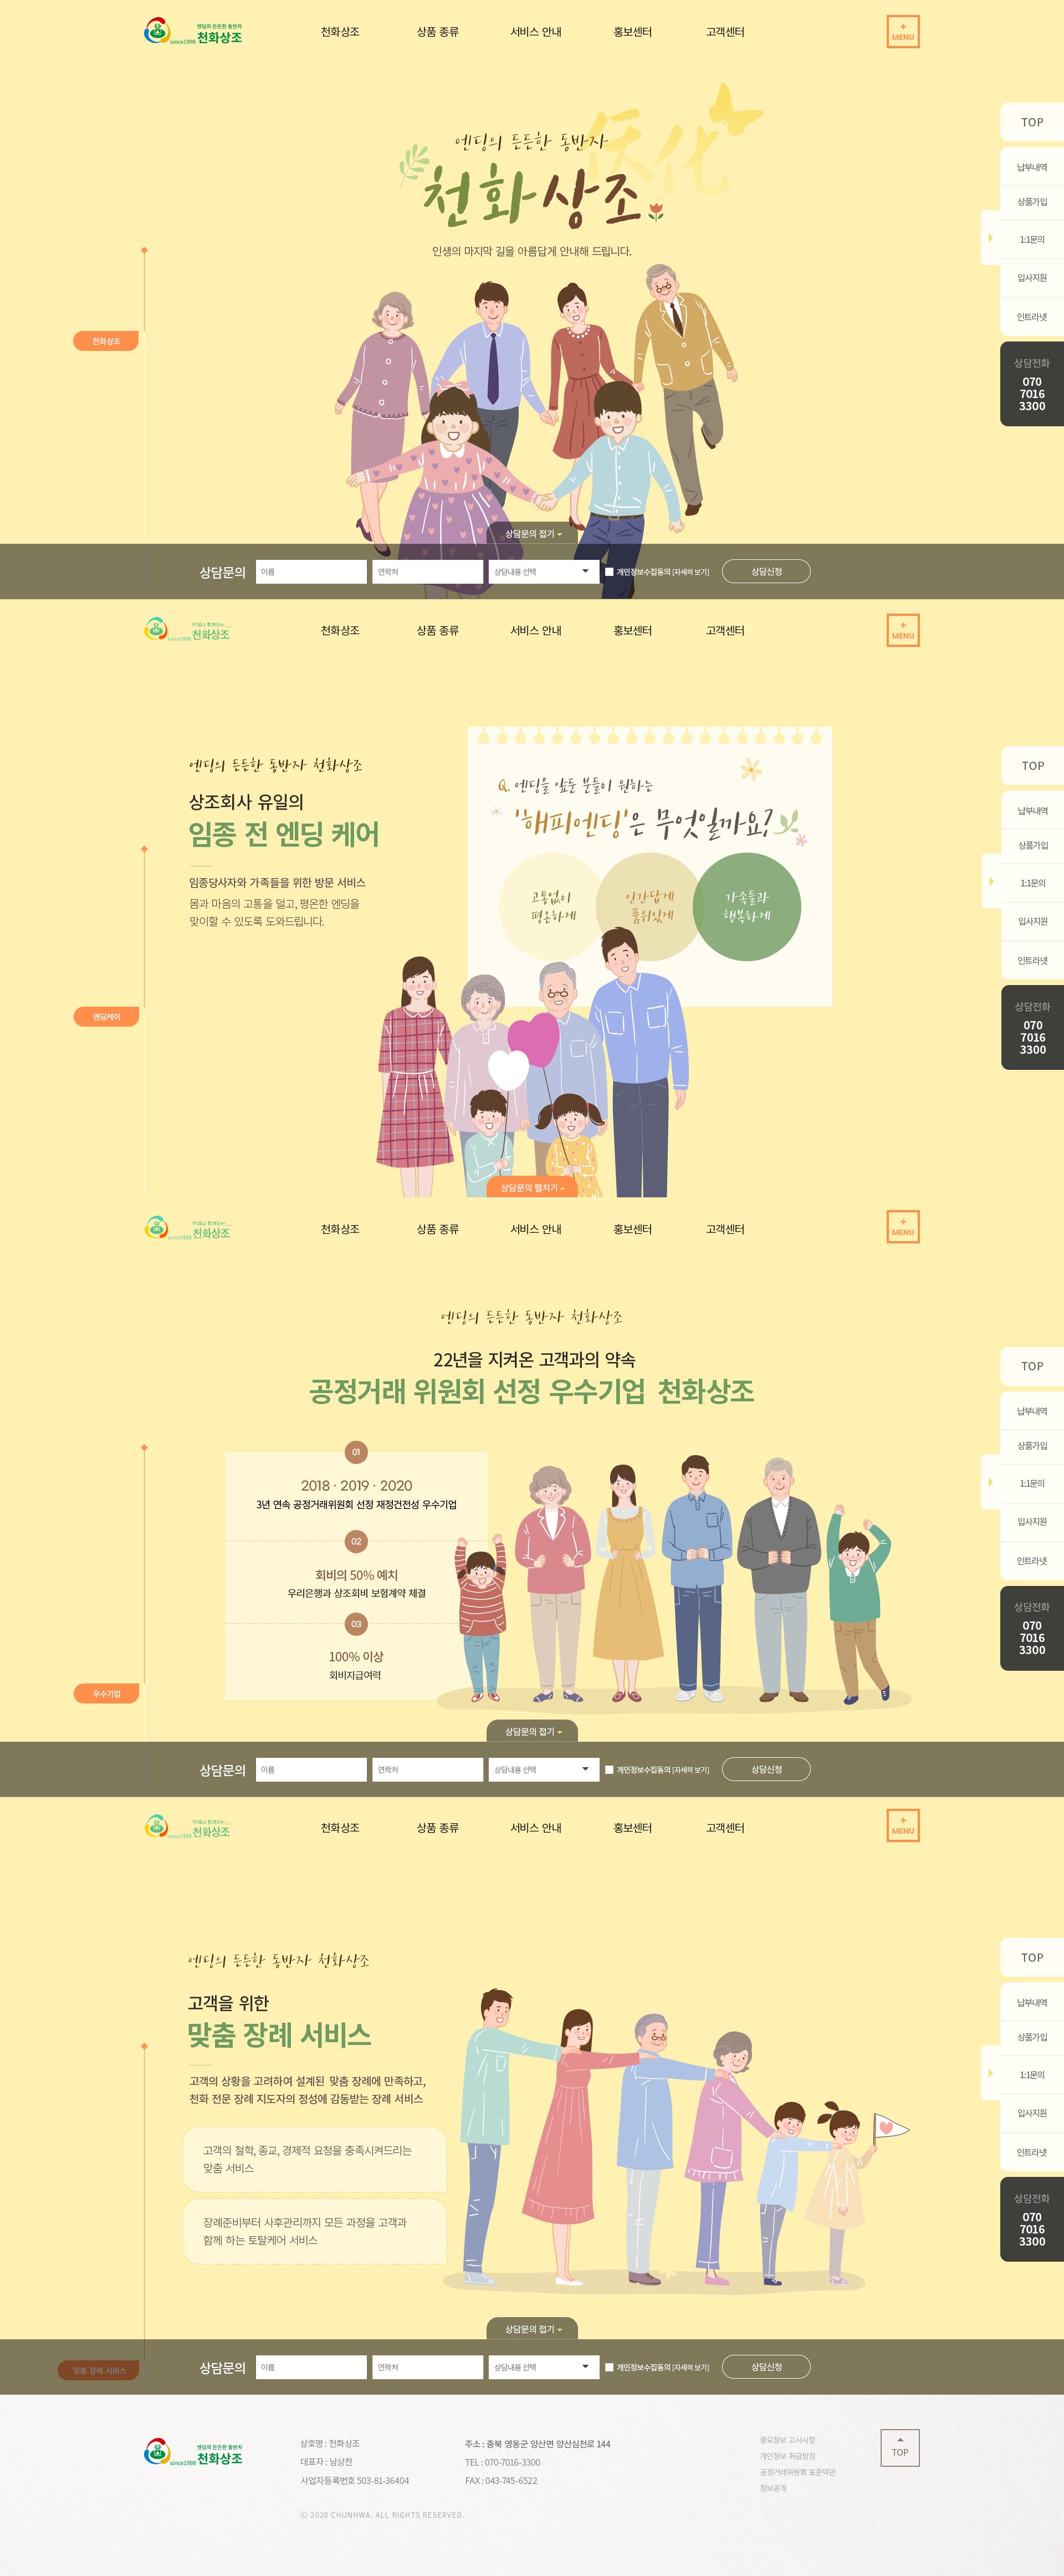 엔딩의 든든한 동반자
since1998 천화상조
천화상조
상품 종류
서비스 안내
홍보센터
고객센터
MENU
TOP
납부내역
상품가입
1:1문의
입사지원
인트라넷
상담전화
070
7016
3300
엔딩의 든든한 동반자
천화상조
인생의 마지막 길을 아름답게 안내해 드립니다.
천화상조
상담문의 접기
상담문의
이름
연락처
상담내용 선택
개인정보수집동의 [자세히 보기]
상담신청
since1998 천화상조
천화상조
상품 종류
서비스 안내
홍보센터
고객센터
MENU
TOP
납부내역
상품가입
1:1문의
입사지원
인트라넷
상담전화
070
7016
3300
엔딩의 든든한 동반자 천화상조
상조회사 유일의
임종 전 엔딩 케어
임종당사자와 가족들을 위한 방문 서비스
몸과 마음의 고통을 덜고, 평온한 엔딩을
맞이할 수 있도록 도와드립니다.
Q. 엔딩을 앞둔 분들이 원하는
'해피엔딩'은 무엇일까요?
고통없이
평온하게
인간답게
품위있게
가족들과
행복하게
엔딩케어
상담문의 펼치기
since1998 천화상조
천화상조
상품 종류
서비스 안내
홍보센터
고객센터
MENU
TOP
납부내역
상품가입
1:1문의
입사지원
인트라넷
상담전화
070
7016
3300
엔딩의 든든한 동반자 천화상조
22년을 지켜온 고객과의 약속
공정거래 위원회 선정 우수기업 천화상조
01
2018 · 2019 · 2020
3년 연속 공정거래위원회 선정 재정건전성 우수기업
02
회비의 50% 예치
우리은행과 상조회비 보험계약 체결
03
100% 이상
회비지급여력
우수기업
상담문의 접기
상담문의
이름
연락처
상담내용 선택
개인정보수집동의 [자세히 보기]
상담신청
since1998 천화상조
천화상조
상품 종류
서비스 안내
홍보센터
고객센터
MENU
TOP
납부내역
상품가입
1:1문의
입사지원
인트라넷
상담전화
070
7016
3300
엔딩의 든든한 동반자 천화상조
고객을 위한
맞춤 장례 서비스
고객의 상황을 고려하여 설계된 맞춤 장례에 만족하고,
천화 전문 장례 지도자의 정성에 감동받는 장례 서비스
고객의 철학, 종교, 경제적 요청을 충족시켜드리는
맞춤 서비스
장례준비부터 사후관리까지 모든 과정을 고객과
함께 하는 토탈케어 서비스
맞춤 장례 서비스
상담문의 접기
상담문의
이름
연락처
상담내용 선택
개인정보수집동의 [자세히 보기]
상담신청
엔딩의 든든한 동반자
since1998 천화상조
상호명 : 천화상조
대표자 : 남상찬
사업자등록번호 503-81-36404
주소 : 충북 영동군 양산면 양산심천로 144
TEL : 070-7016-3300
FAX : 043-745-6522
중요정보 고시사항
개인정보 취급방침
공정거래위원회 표준약관
정보공개
TOP
ⓒ 2020 CHUNHWA. ALL RIGHTS RESERVED.